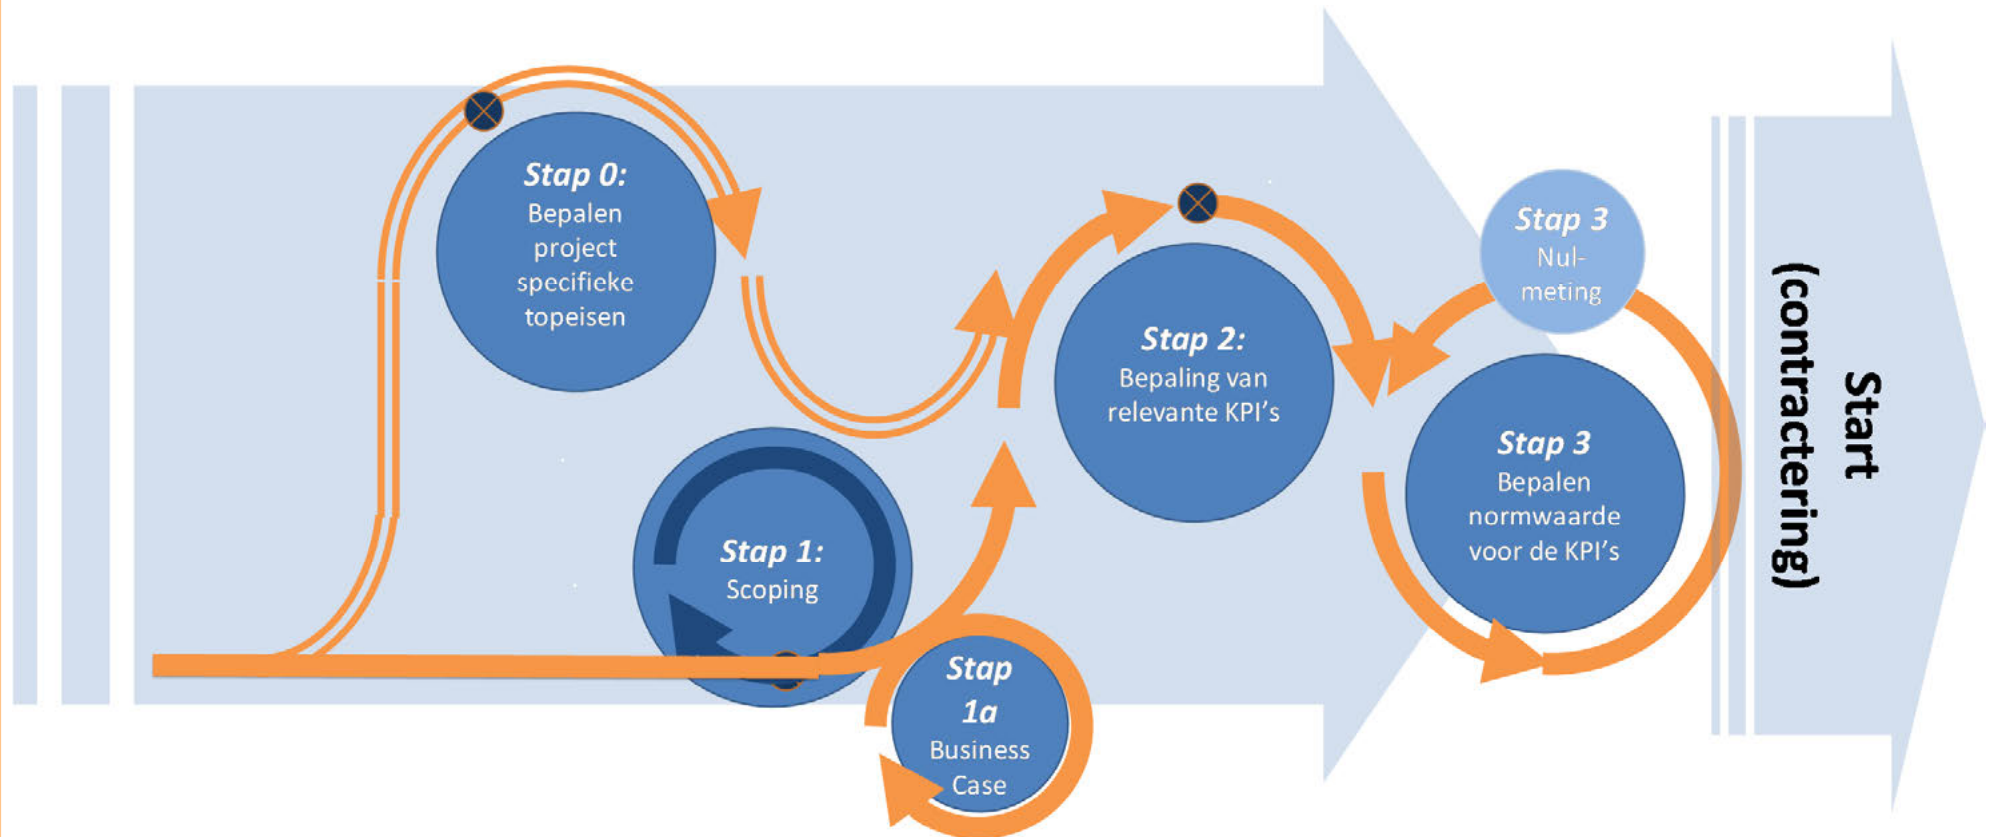 Stap 0:
Bepalen
project
specifieke
topeisen
Stap 1:
Scoping
Stap
1a
Business
Case
Stap 2:
Bepaling van
relevante KPI's
Stap 3
Nul-
meting
Stap 3
Bepalen
normwaarde
voor de KPI's
Start
(contractering)